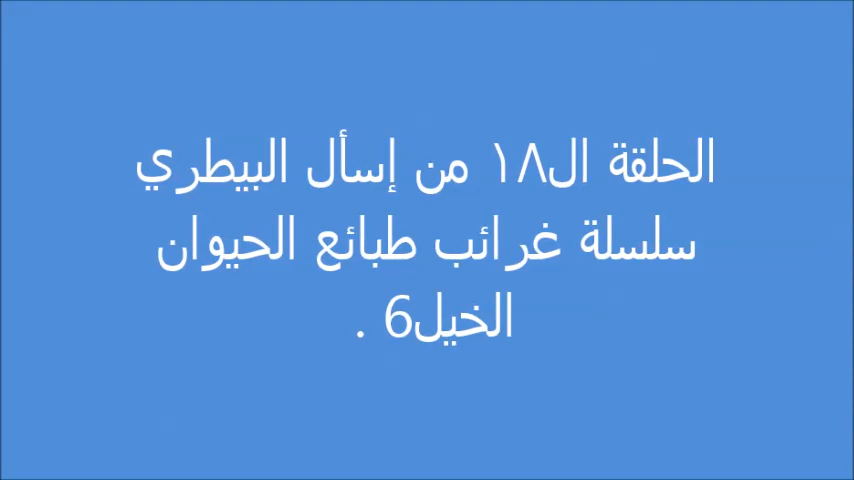 الحلقة ال١٨ من إسأل البيطري
سلسلة غرائب طبائع الحيوان
الخيل6 .